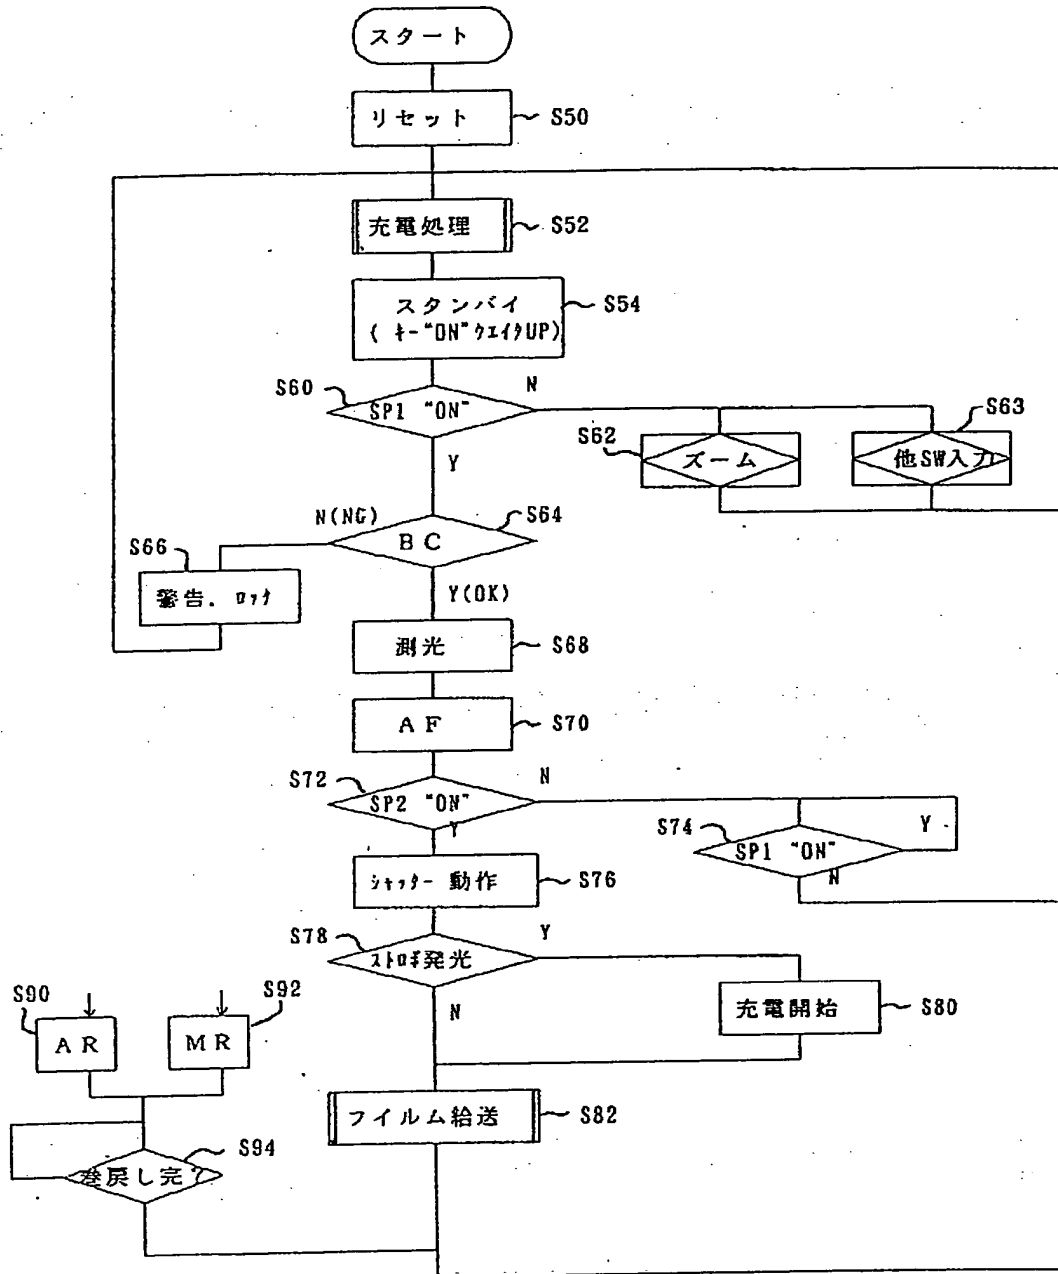 スタート
リセット
S50
充電処理
S52
スタンバイ
(キー“ON”ウエイクUP)
S54
S60
SP1 “ON”
N
Y
S62
ズーム
S63
他SW入力
N(NG)
S64
BC
Y(OK)
S66
警告.ロック
測光
S68
AF
S70
S72
SP2 “ON”
N
Y
S74
SP1 “ON”
Y
N
シャッター動作
S76
S78
ストロボ発光
Y
N
充電開始
S80
S90
AR
S92
MR
フイルム給送
S82
S94
巻戻し完?